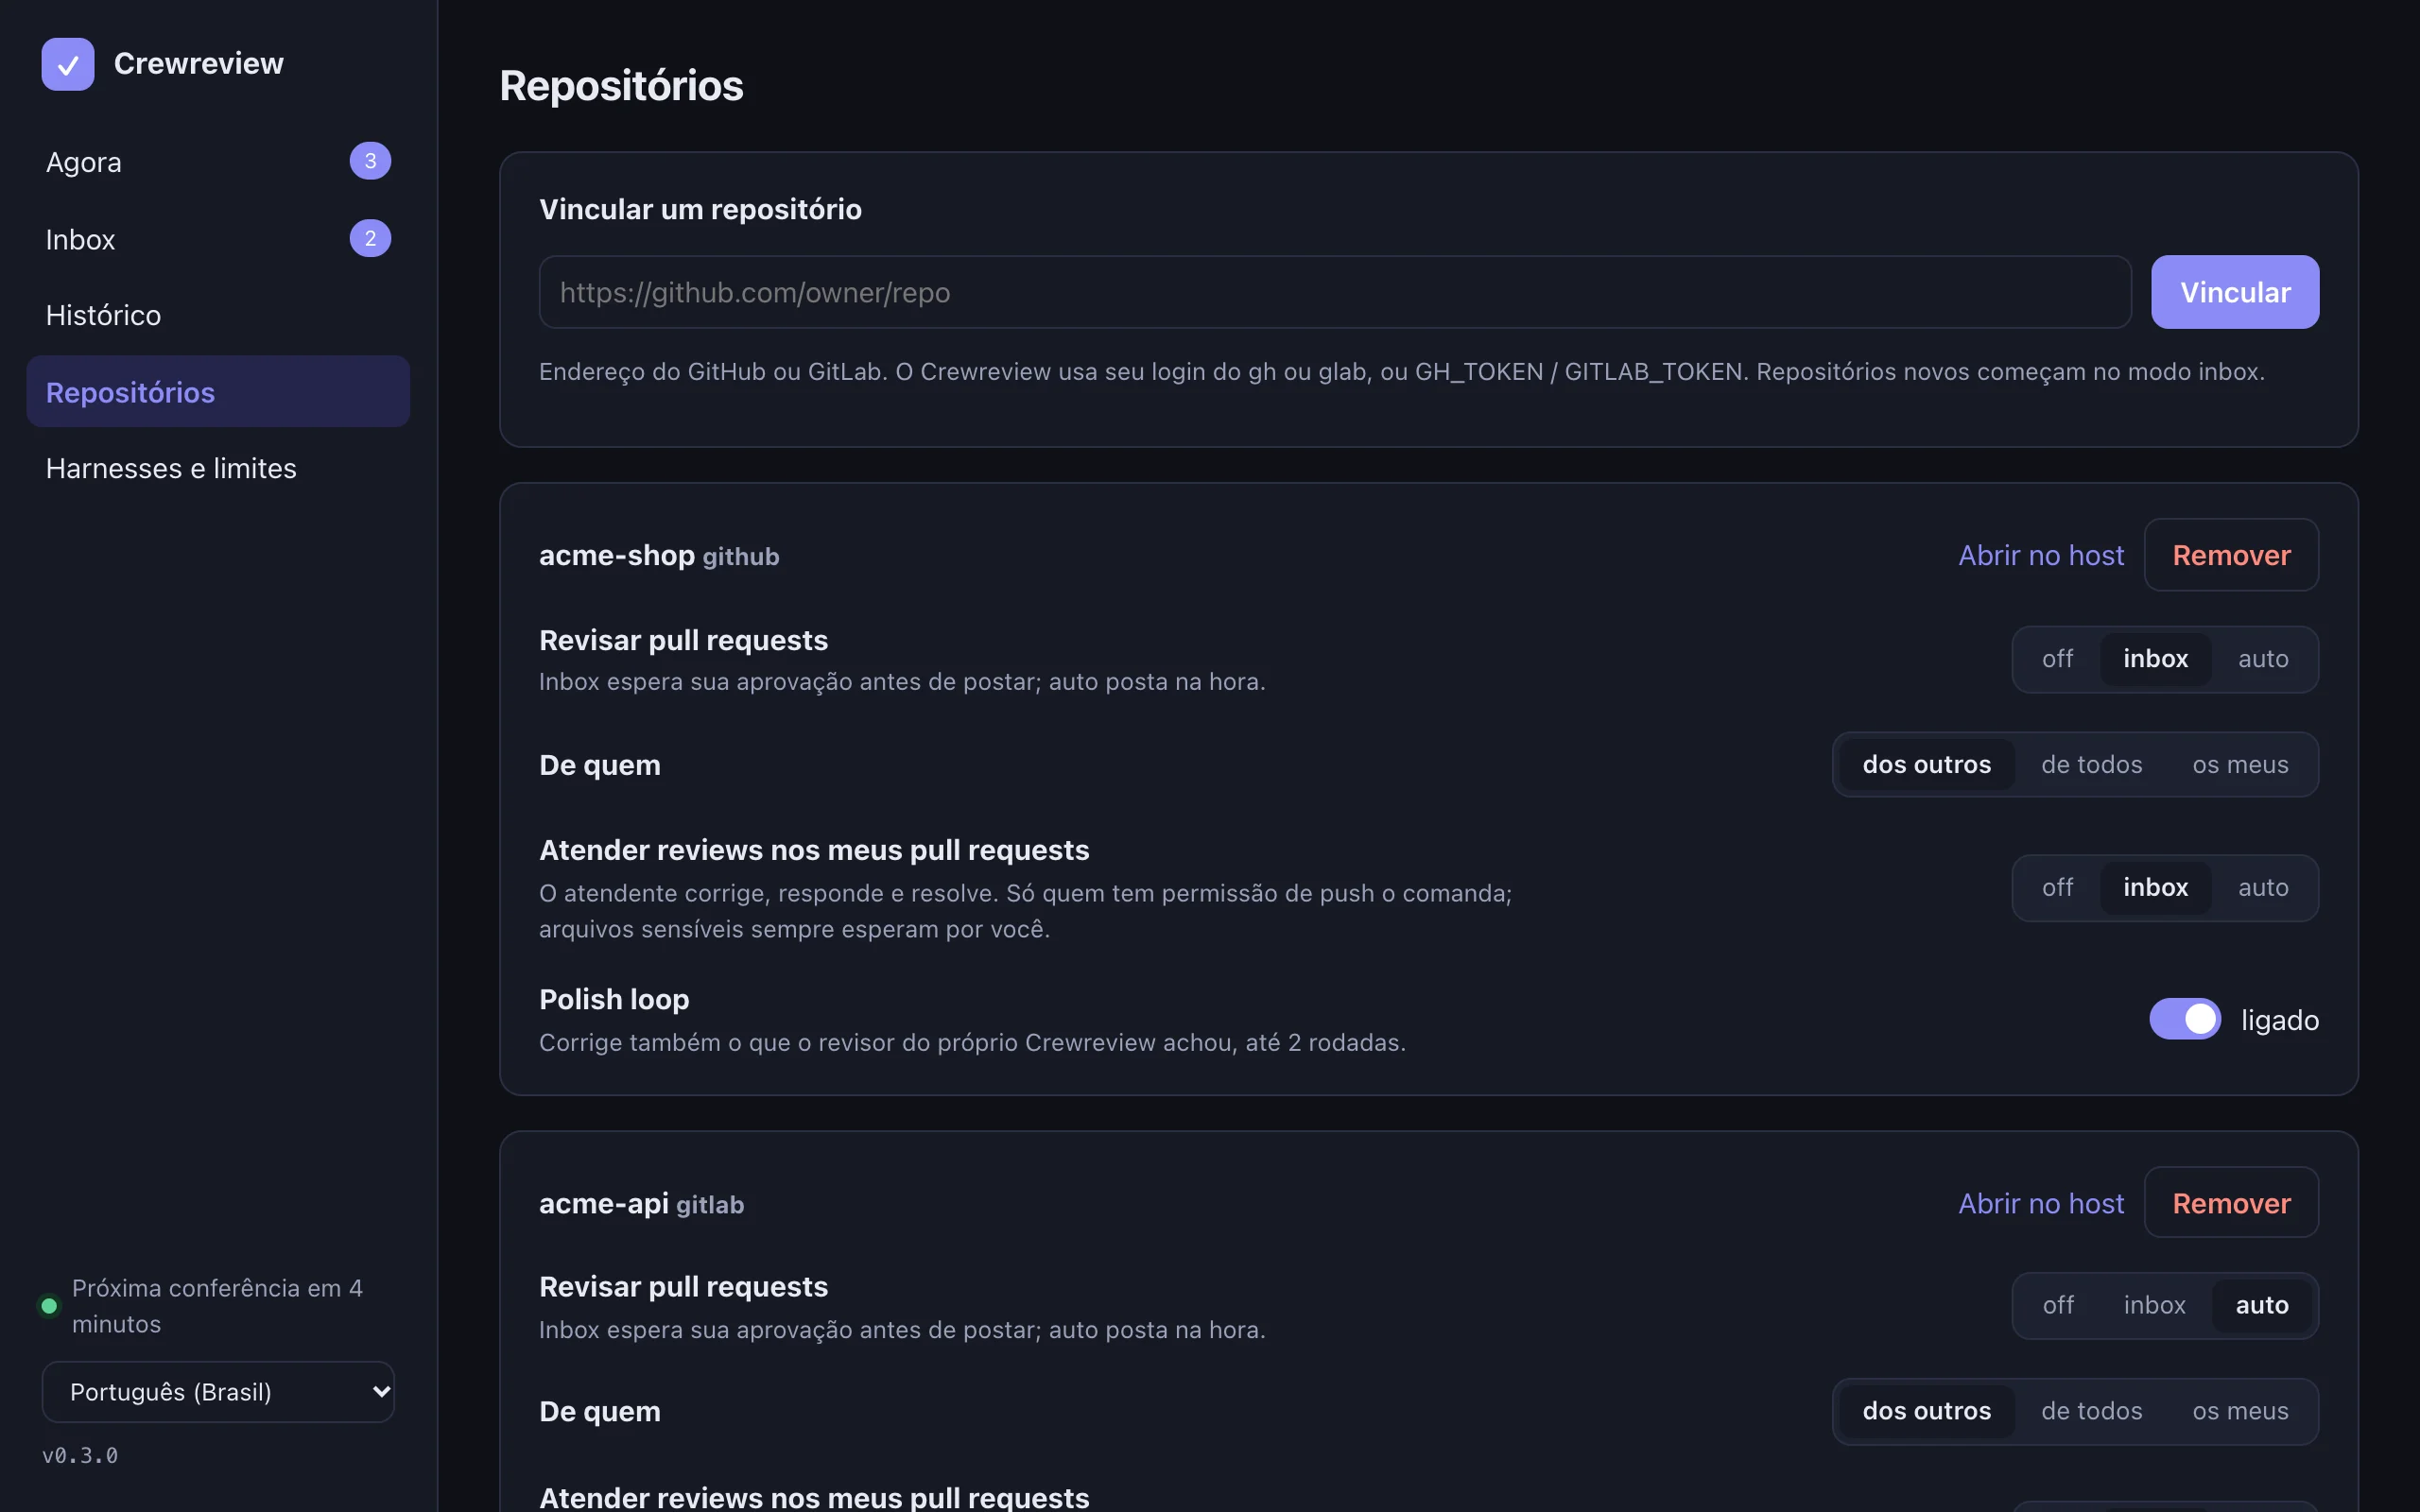 Crewreview
Agora
3
Inbox
2
Histórico
Repositórios
Harnesses e limites
Próxima conferência em 4
minutos
Português (Brasil)
v0.3.0
Repositórios
Vincular um repositório
https://github.com/owner/repo
Vincular
Endereço do GitHub ou GitLab. O Crewreview usa seu login do gh ou glab, ou GH_TOKEN / GITLAB_TOKEN. Repositórios novos começam no modo inbox.
acme-shop github
Abrir no host
Remover
Revisar pull requests
Inbox espera sua aprovação antes de postar; auto posta na hora.
off inbox auto
De quem
dos outros de todos os meus
Atender reviews nos meus pull requests
O atendente corrige, responde e resolve. Só quem tem permissão de push o comanda;
arquivos sensíveis sempre esperam por você.
off inbox auto
Polish loop
Corrige também o que o revisor do próprio Crewreview achou, até 2 rodadas.
ligado
acme-api gitlab
Abrir no host
Remover
Revisar pull requests
Inbox espera sua aprovação antes de postar; auto posta na hora.
off inbox auto
De quem
dos outros de todos os meus
Atender reviews nos meus pull requests